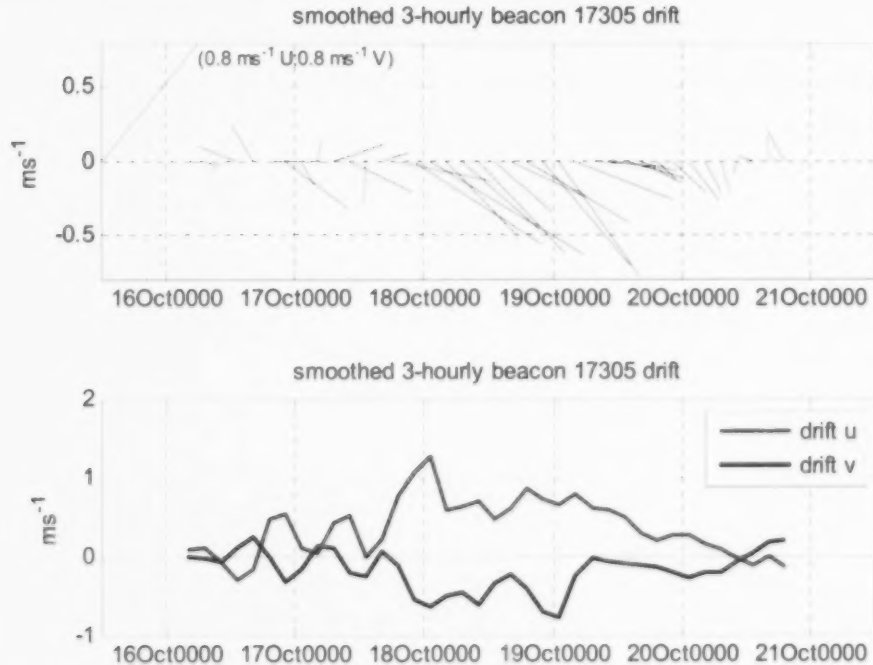 smoothed 3-hourly beacon 17305 drift
(0.8 ms⁻¹ U;0.8 ms⁻¹ V)
0.5
0
-0.5
ms⁻¹
16Oct0000 17Oct0000 18Oct0000 19Oct0000 20Oct0000 21Oct0000
smoothed 3-hourly beacon 17305 drift
2
1
0
-1
ms⁻¹
drift u
drift v
16Oct0000 17Oct0000 18Oct0000 19Oct0000 20Oct0000 21Oct0000